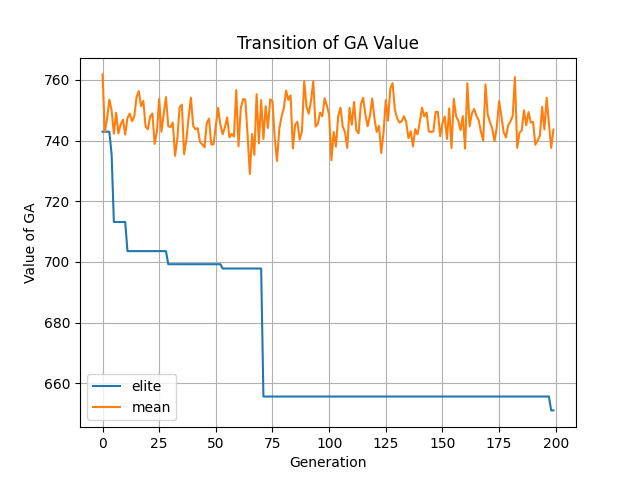 Transition of GA Value
Value of GA
760
740
720
700
680
660
elite
mean
0 25 50 75 100 125 150 175 200
Generation